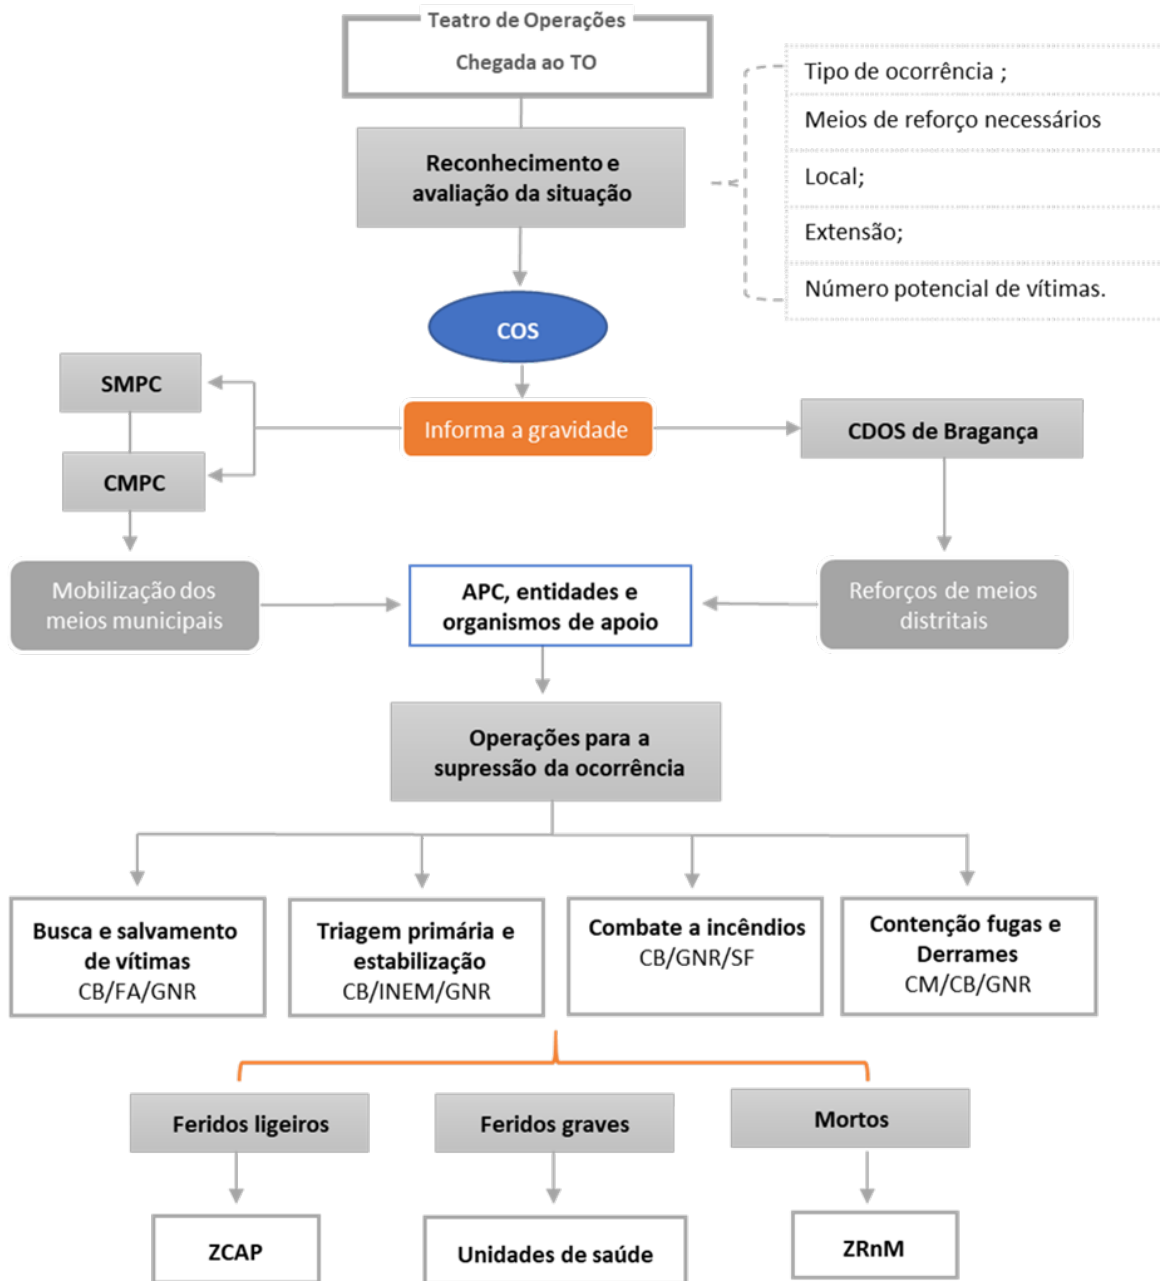 Teatro de Operações
Chegada ao TO
Tipo de ocorrência ;
Meios de reforço necessários
Local;
Extensão;
Número potencial de vítimas.
Reconhecimento e
avaliação da situação
COS
SMPC
Informa a gravidade
CDOS de Bragança
CMPC
Mobilização dos
meios municipais
APC, entidades e
organismos de apoio
Reforços de meios
distritais
Operações para a
supressão da ocorrência
Busca e salvamento
de vítimas
CB/FA/GNR
Triagem primária e
estabilização
CB/INEM/GNR
Combate a incêndios
CB/GNR/SF
Contenção fugas e
Derrames
CM/CB/GNR
Feridos ligeiros
Feridos graves
Mortos
ZCAP
Unidades de saúde
ZRnM